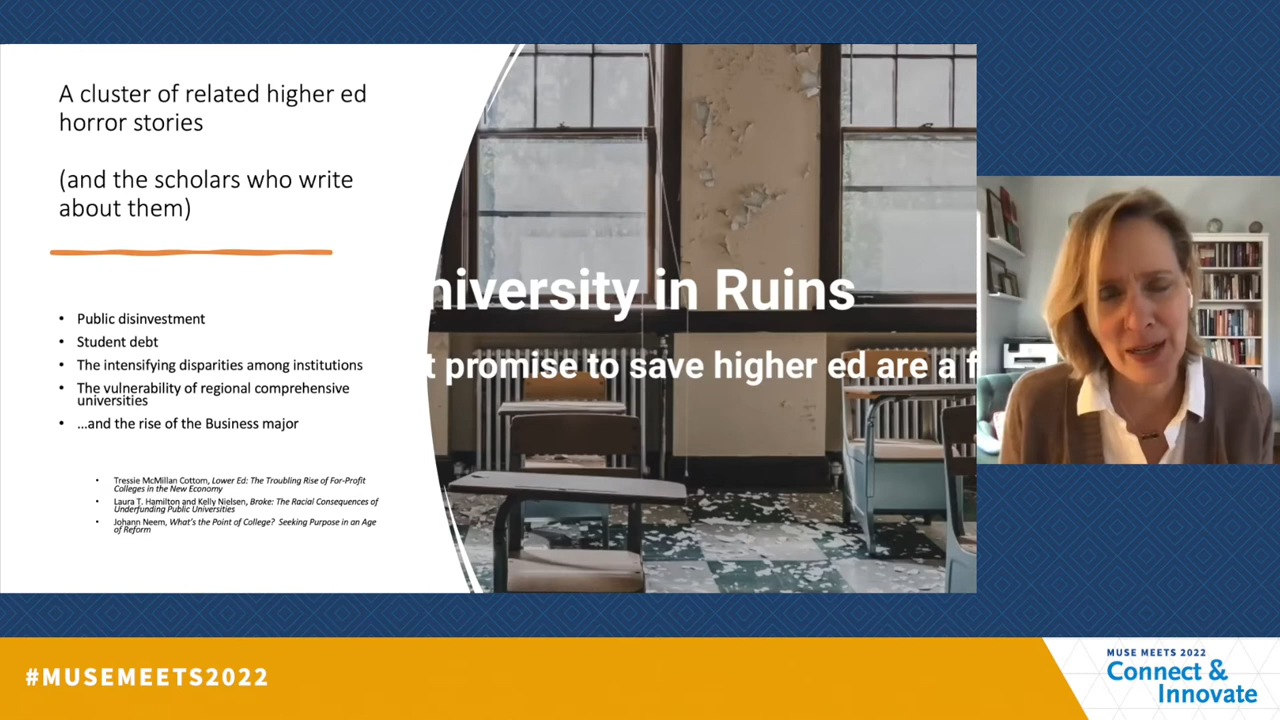 A cluster of related higher ed
horror stories
(and the scholars who write
about them)
• Public disinvestment
• Student debt
• The intensifying disparities among institutions
• The vulnerability of regional comprehensive
universities
• …and the rise of the Business major
• Tressie McMillan Cottom, Lower Ed: The Troubling Rise of For-Profit
Colleges in the New Economy
• Laura T. Hamilton and Kelly Nielsen, Broke: The Racial Consequences of
Underfunding Public Universities
• Johann Neem, What's the Point of College? Seeking Purpose in an Age
of Reform
niversity in Ruins
t promise to save higher ed are a f
#MUSEMEETS2022
MUSE MEETS 2022
Connect &
Innovate